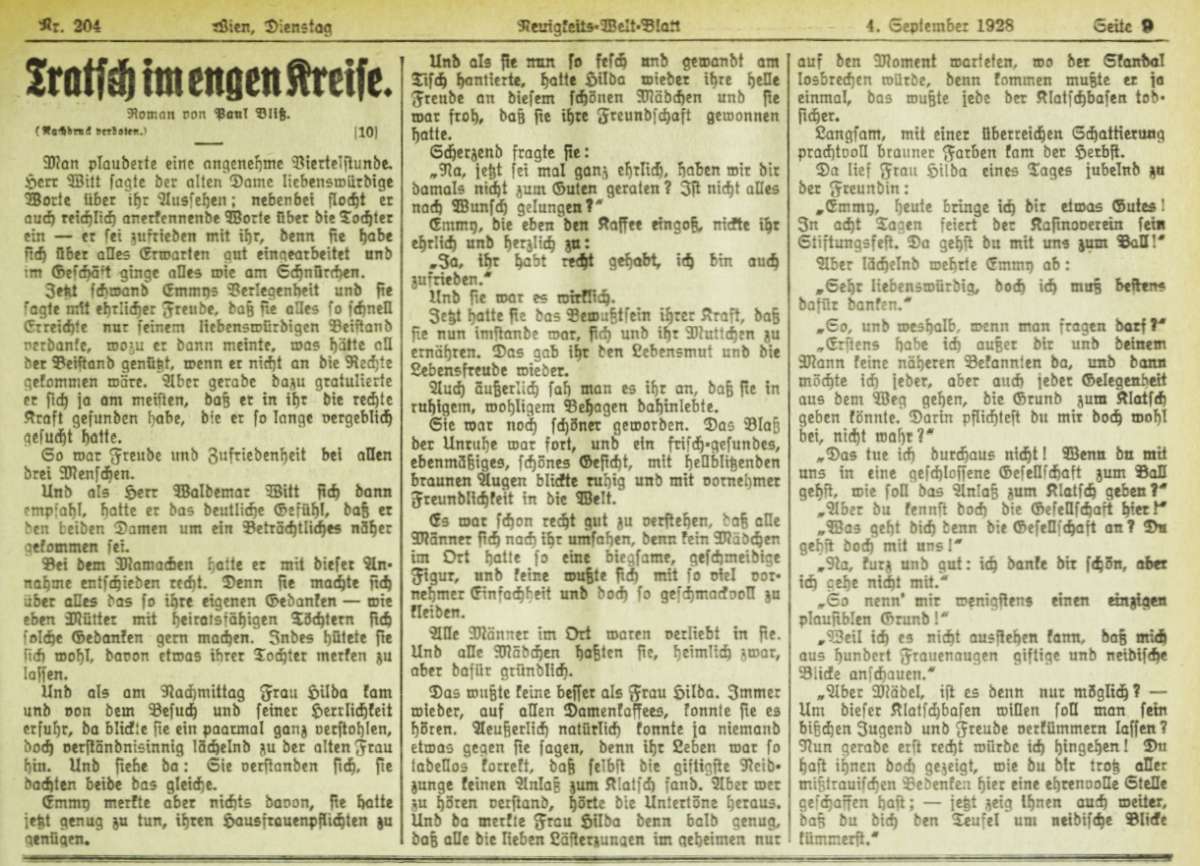 Nr. 204 Wien, Dienstag Neuigkeits-Welt-Blatt 4. September 1928 Seite 9
Tratsch im engen Kreise.
Roman von Paul Bliß.
(Nachdruck verboten.) [10]
Man plauderte eine angenehme Viertelstunde.
Herr Witt sagte der alten Dame liebenswürdige
Worte über ihr Aussehen; nebenbei flocht er
auch reichlich anerkennende Worte über die Tochter
ein — er sei zufrieden mit ihr, denn sie habe
sich über alles Erwarten gut eingearbeitet und
im Geschäft ginge alles wie am Schnürchen.
Jetzt schwand Emmys Verlegenheit und sie
sagte mit ehrlicher Freude, daß sie alles so schnell
Erreichte nur seinem liebenswürdigen Beistand
verdanke, wozu er dann meinte, was hätte all
der Beistand genützt, wenn er nicht an die Rechte
gekommen wäre. Aber gerade dazu gratulierte
er sich ja am meisten, daß er in ihr die rechte
Kraft gefunden habe, die er so lange vergeblich
gesucht hatte.
So war Freude und Zufriedenheit bei allen
drei Menschen.
Und als Herr Waldemar Witt sich dann
empfahl, hatte er das deutliche Gefühl, daß er
den beiden Damen um ein Beträchtliches näher
gekommen sei.
Bei dem Mamachen hatte er mit dieser An-
nahme entschieden recht. Denn sie machte sich
über alles das so ihre eigenen Gedanken — wie
eben Mütter mit heiratsfähigen Töchtern sich
solche Gedanken gern machen. Indes hütete sie
sich wohl, davon etwas ihrer Tochter merken zu
lassen.
Und als am Nachmittag Frau Hilda kam
und von dem Besuch und seiner Herrlichkeit
erfuhr, da blickte sie ein paarmal ganz verstohlen,
doch verständnisinnig lächelnd zu der alten Frau
hin. Und siehe da: Sie verstanden sich, sie
dachten beide das gleiche.
Emmy merkte aber nichts davon, sie hatte
jetzt genug zu tun, ihren Hausfrauenpflichten zu
genügen.
Und als sie nun so fesch und gewandt am
Tisch hantierte, hatte Hilda wieder ihre helle
Freude an diesem schönen Mädchen und sie
war froh, daß sie ihre Freundschaft gewonnen
hatte.
Scherzend fragte sie:
„Na, jetzt sei mal ganz ehrlich, haben wir dir
damals nicht zum Guten geraten? Ist nicht alles
nach Wunsch gelungen?"
Emmy, die eben den Kaffee eingoß, nickte ihr
ehrlich und herzlich zu:
„Ja, ihr habt recht gehabt, ich bin auch
zufrieden."
Und sie war es wirklich.
Jetzt hatte sie das Bewußtsein ihrer Kraft, daß
sie nun imstande war, sich und ihr Muttchen zu
ernähren. Das gab ihr den Lebensmut und die
Lebensfreude wieder.
Auch äußerlich sah man es ihr an, daß sie in
ruhigem, wohligem Behagen dahinlebte.
Sie war noch schöner geworden. Das Blaß
der Unruhe war fort, und ein frisch-gesundes,
ebenmäßiges, schönes Gesicht, mit hellblitzenden
braunen Augen blickte ruhig und mit vornehmer
Freundlichkeit in die Welt.
Es war schon recht gut zu verstehen, daß alle
Männer sich nach ihr umsahen, denn kein Mädchen
im Ort hatte so eine biegsame, geschmeidige
Figur, und keine wußte sich mit so viel vor-
nehmer Einfachheit und doch so geschmackvoll zu
kleiden.
Alle Männer im Ort waren verliebt in sie.
Und alle Mädchen haßten sie, heimlich zwar,
aber dafür gründlich.
Das wußte keine besser als Frau Hilda. Immer
wieder, auf allen Damenkaffees, konnte sie es
hören. Aeußerlich natürlich konnte ja niemand
etwas gegen sie sagen, denn ihr Leben war so
tadellos korrekt, daß selbst die giftigste Neid-
zunge keinen Anlaß zum Klatsch fand. Aber wer
zu hören verstand, hörte die Untertöne heraus.
Und da merkte Frau Hilda denn bald genug,
daß alle die lieben Lästerzungen im geheimen nur
auf den Moment warteten, wo der Skandal
losbrechen würde, denn kommen mußte er ja
einmal, das wußte jede der Klatschbasen tod-
sicher.
Langsam, mit einer überreichen Schattierung
prachtvoll brauner Farben kam der Herbst.
Da lief Frau Hilda eines Tages jubelnd zu
der Freundin:
„Emmy, heute bringe ich dir etwas Gutes!
In acht Tagen feiert der Kasinoverein sein
Stiftungsfest. Da gehst du mit uns zum Ball!"
Aber lächelnd wehrte Emmy ab:
„Sehr liebenswürdig, doch ich muß bestens
dafür danken."
„So, und weshalb, wenn man fragen darf?"
„Erstens habe ich außer dir und deinem
Mann keine näheren Bekannten da, und dann
möchte ich jeder, aber auch jeder Gelegenheit
aus dem Weg gehen, die Grund zum Klatsch
geben könnte. Darin pflichtest du mir doch wohl
bei, nicht wahr?"
„Das tue ich durchaus nicht! Wenn du mit
uns in eine geschlossene Gesellschaft zum Ball
gehst, wie soll das Anlaß zum Klatsch geben?"
„Aber du kennst doch die Gesellschaft hier!"
„Was geht dich denn die Gesellschaft an? Du
gehst doch mit uns!"
„Na, kurz und gut: ich danke dir schön, aber
ich gehe nicht mit."
„So nenn' mir wenigstens einen einzigen
plausiblen Grund!"
„Weil ich es nicht ausstehen kann, daß mich
aus hundert Frauenaugen giftige und neidische
Blicke anschauen."
„Aber Mädel, ist es denn nur möglich? —
Um dieser Klatschbasen willen soll man sein
bißchen Jugend und Freude verkümmern lassen?
Nun gerade erst recht würde ich hingehen! Du
hast ihnen doch gezeigt, wie du dir trotz aller
mißtrauischen Bedenken hier eine ehrenvolle Stelle
geschaffen hast; — jetzt zeig Ihnen auch weiter,
daß du dich den Teufel um neidische Blicke
kümmerst."